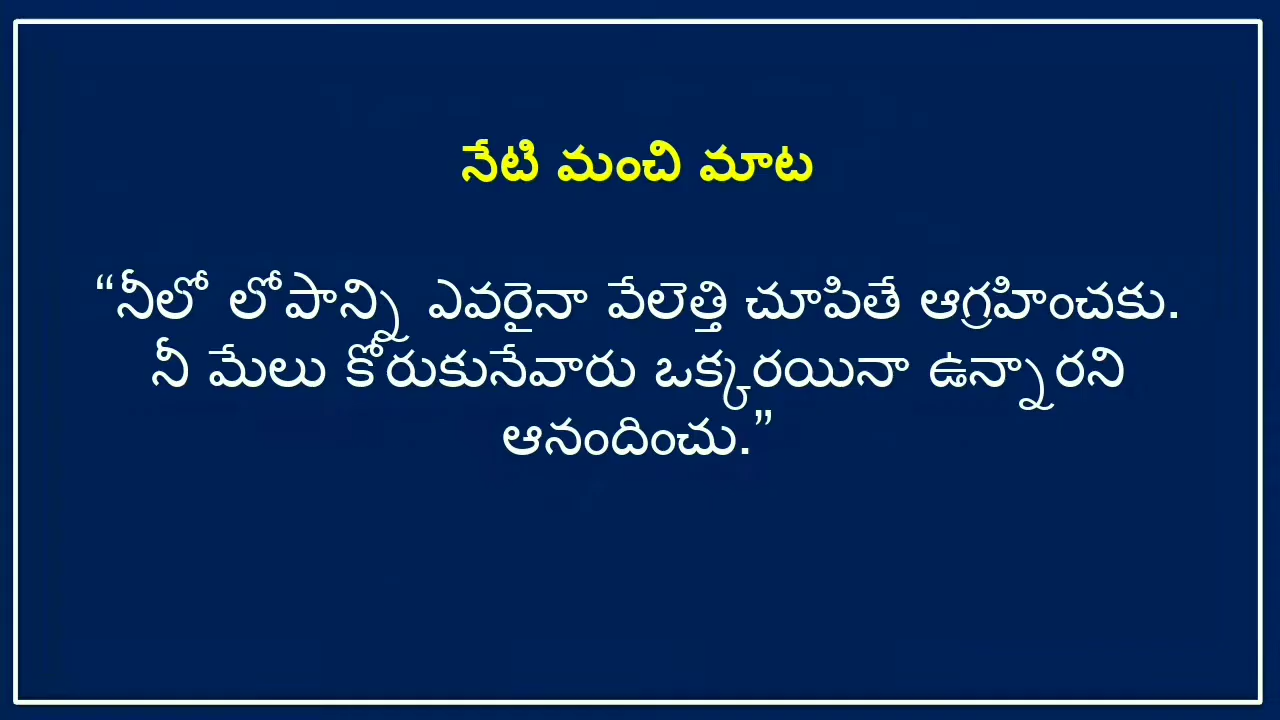 నేటి మంచి మాట
“నీలో లోపాన్ని ఎవరైనా వేలెత్తి చూపితే ఆగ్రహించకు.
నీ మేలు కోరుకునేవారు ఒక్కరయినా ఉన్నారని
ఆనందించు.”